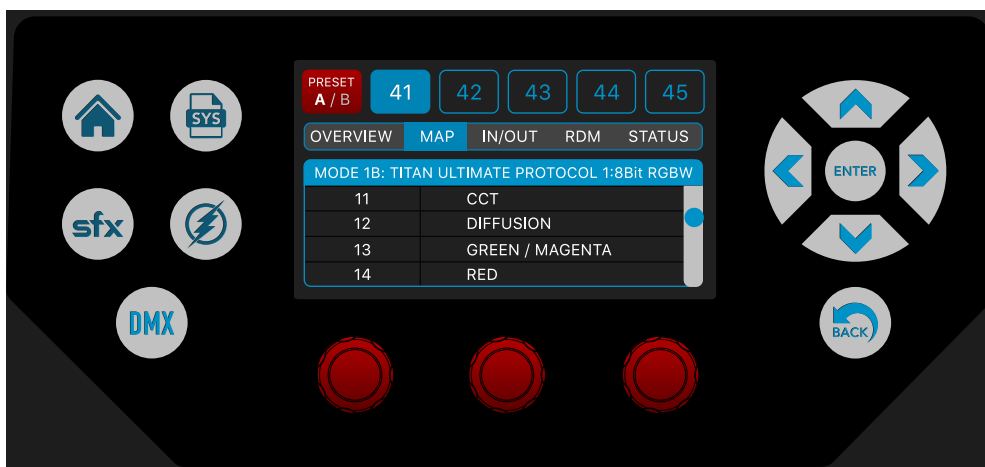 PRESET
A / B
41
42
43
44
45
SYS
OVERVIEW
MAP
IN/OUT
RDM
STATUS
MODE 1B: TITAN ULTIMATE PROTOCOL 1:8Bit RGBW
ENTER
11 CCT
12 DIFFUSION
sfx
13 GREEN / MAGENTA
14 RED
DMX
BACK